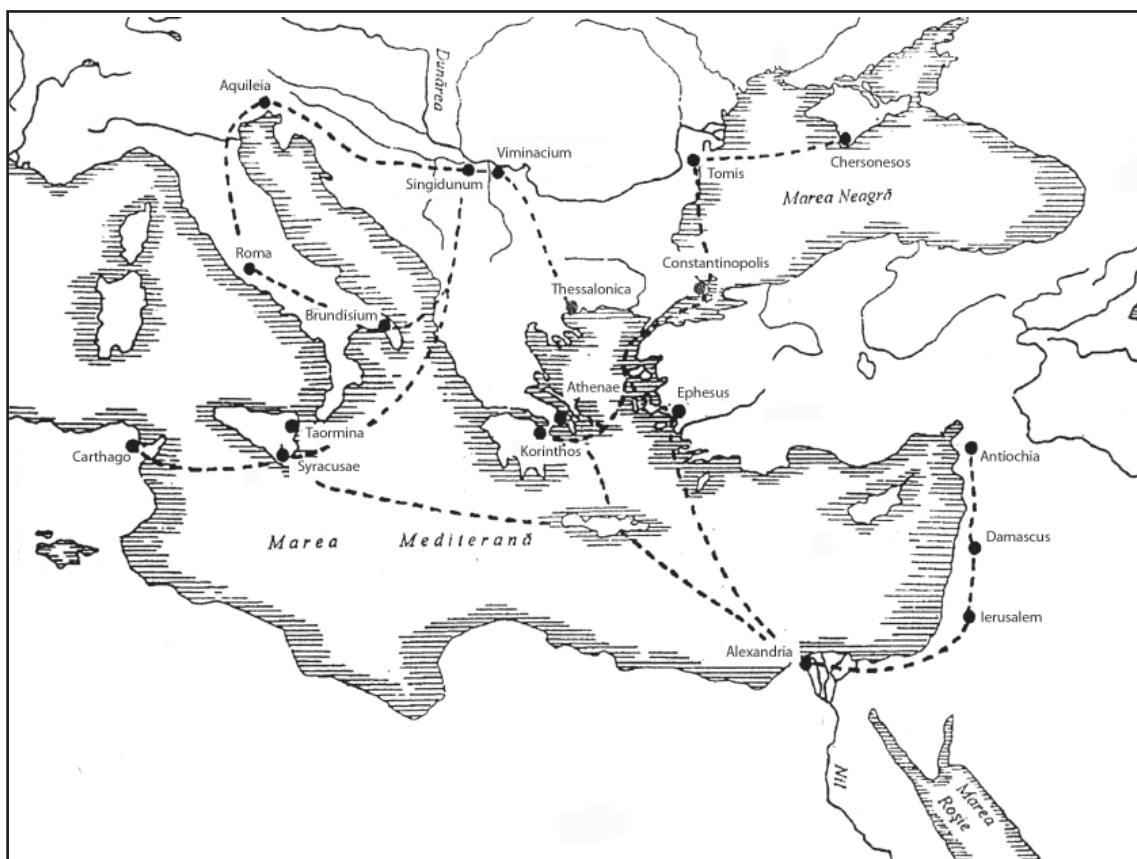 Dunărea
Aquileia
Viminacium
Singidunum
Tomis
Chersonesos
Marea Neagră
Roma
Constantinopolis
Thessalonica
Brundisium
Athenae
Ephesus
Taormina
Carthago
Korinthos
Syracusae
Antiochia
Marea Mediterană
Damascus
Ierusalem
Alexandria
Nil
Marea
Roşie